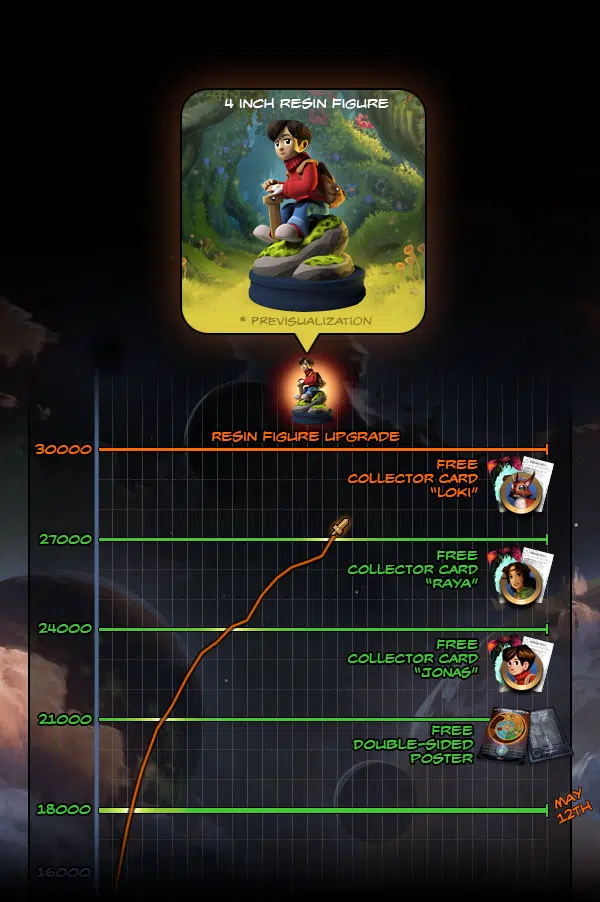 4 INCH RESIN FIGURE
* PREVISUALIZATION
RESIN FIGURE UPGRADE
30000
FREE
COLLECTOR CARD
"LOKI"
27000
FREE
COLLECTOR CARD
"RAYA"
24000
FREE
COLLECTOR CARD
"JONAS"
21000
FREE
DOUBLE-SIDED
POSTER
18000
MAY
12TH
16000